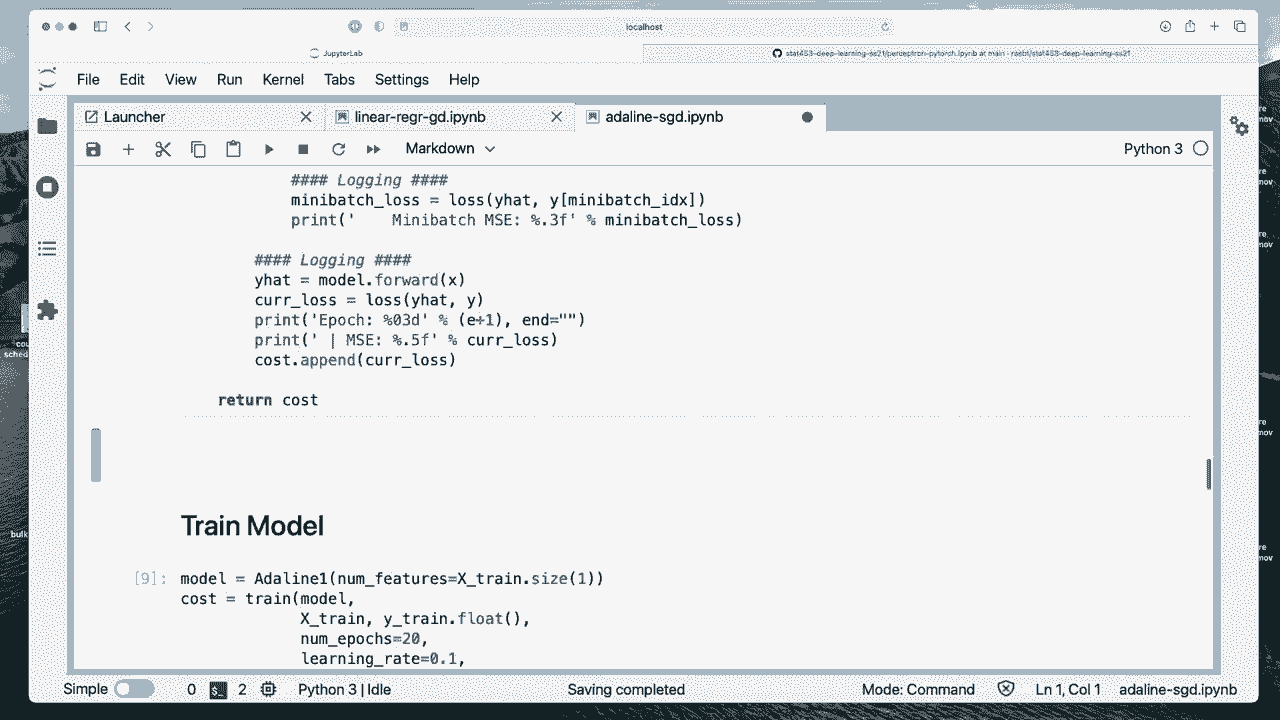 localhost
JupyterLab
stat453-deep-learning-ss21/perceptron-pytorch.ipynb at main · rasbt/stat453-deep-learning-ss21
File Edit View Run Kernel Tabs Settings Help
Launcher
linear-regr-gd.ipynb
adaline-sgd.ipynb
Markdown
Python 3
#### Logging ####
minibatch_loss = loss(yhat, y[minibatch_idx])
print('    Minibatch MSE: %.3f' % minibatch_loss)
#### Logging ####
yhat = model.forward(x)
curr_loss = loss(yhat, y)
print('Epoch: %03d' % (e+1), end="")
print(' | MSE: %.5f' % curr_loss)
cost.append(curr_loss)
return cost
Train Model
[9]: model = Adaline1(num_features=X_train.size(1))
cost = train(model,
X_train, y_train.float(),
num_epochs=20,
learning_rate=0.1,
Simple 0 2 Python 3 | Idle Saving completed Mode: Command Ln 1, Col 1 adaline-sgd.ipynb